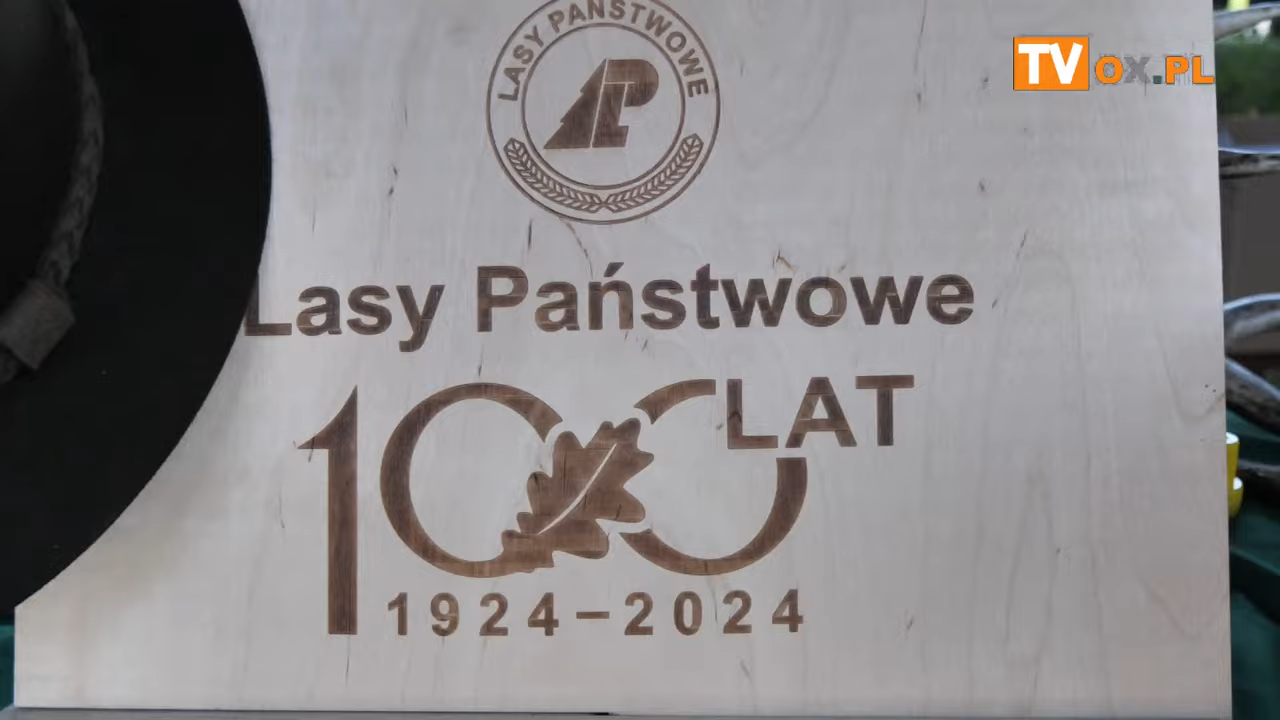 LASY PAŃSTWOWE
LP
TVOX.PL
Lasy Państwowe
100 LAT
1924–2024